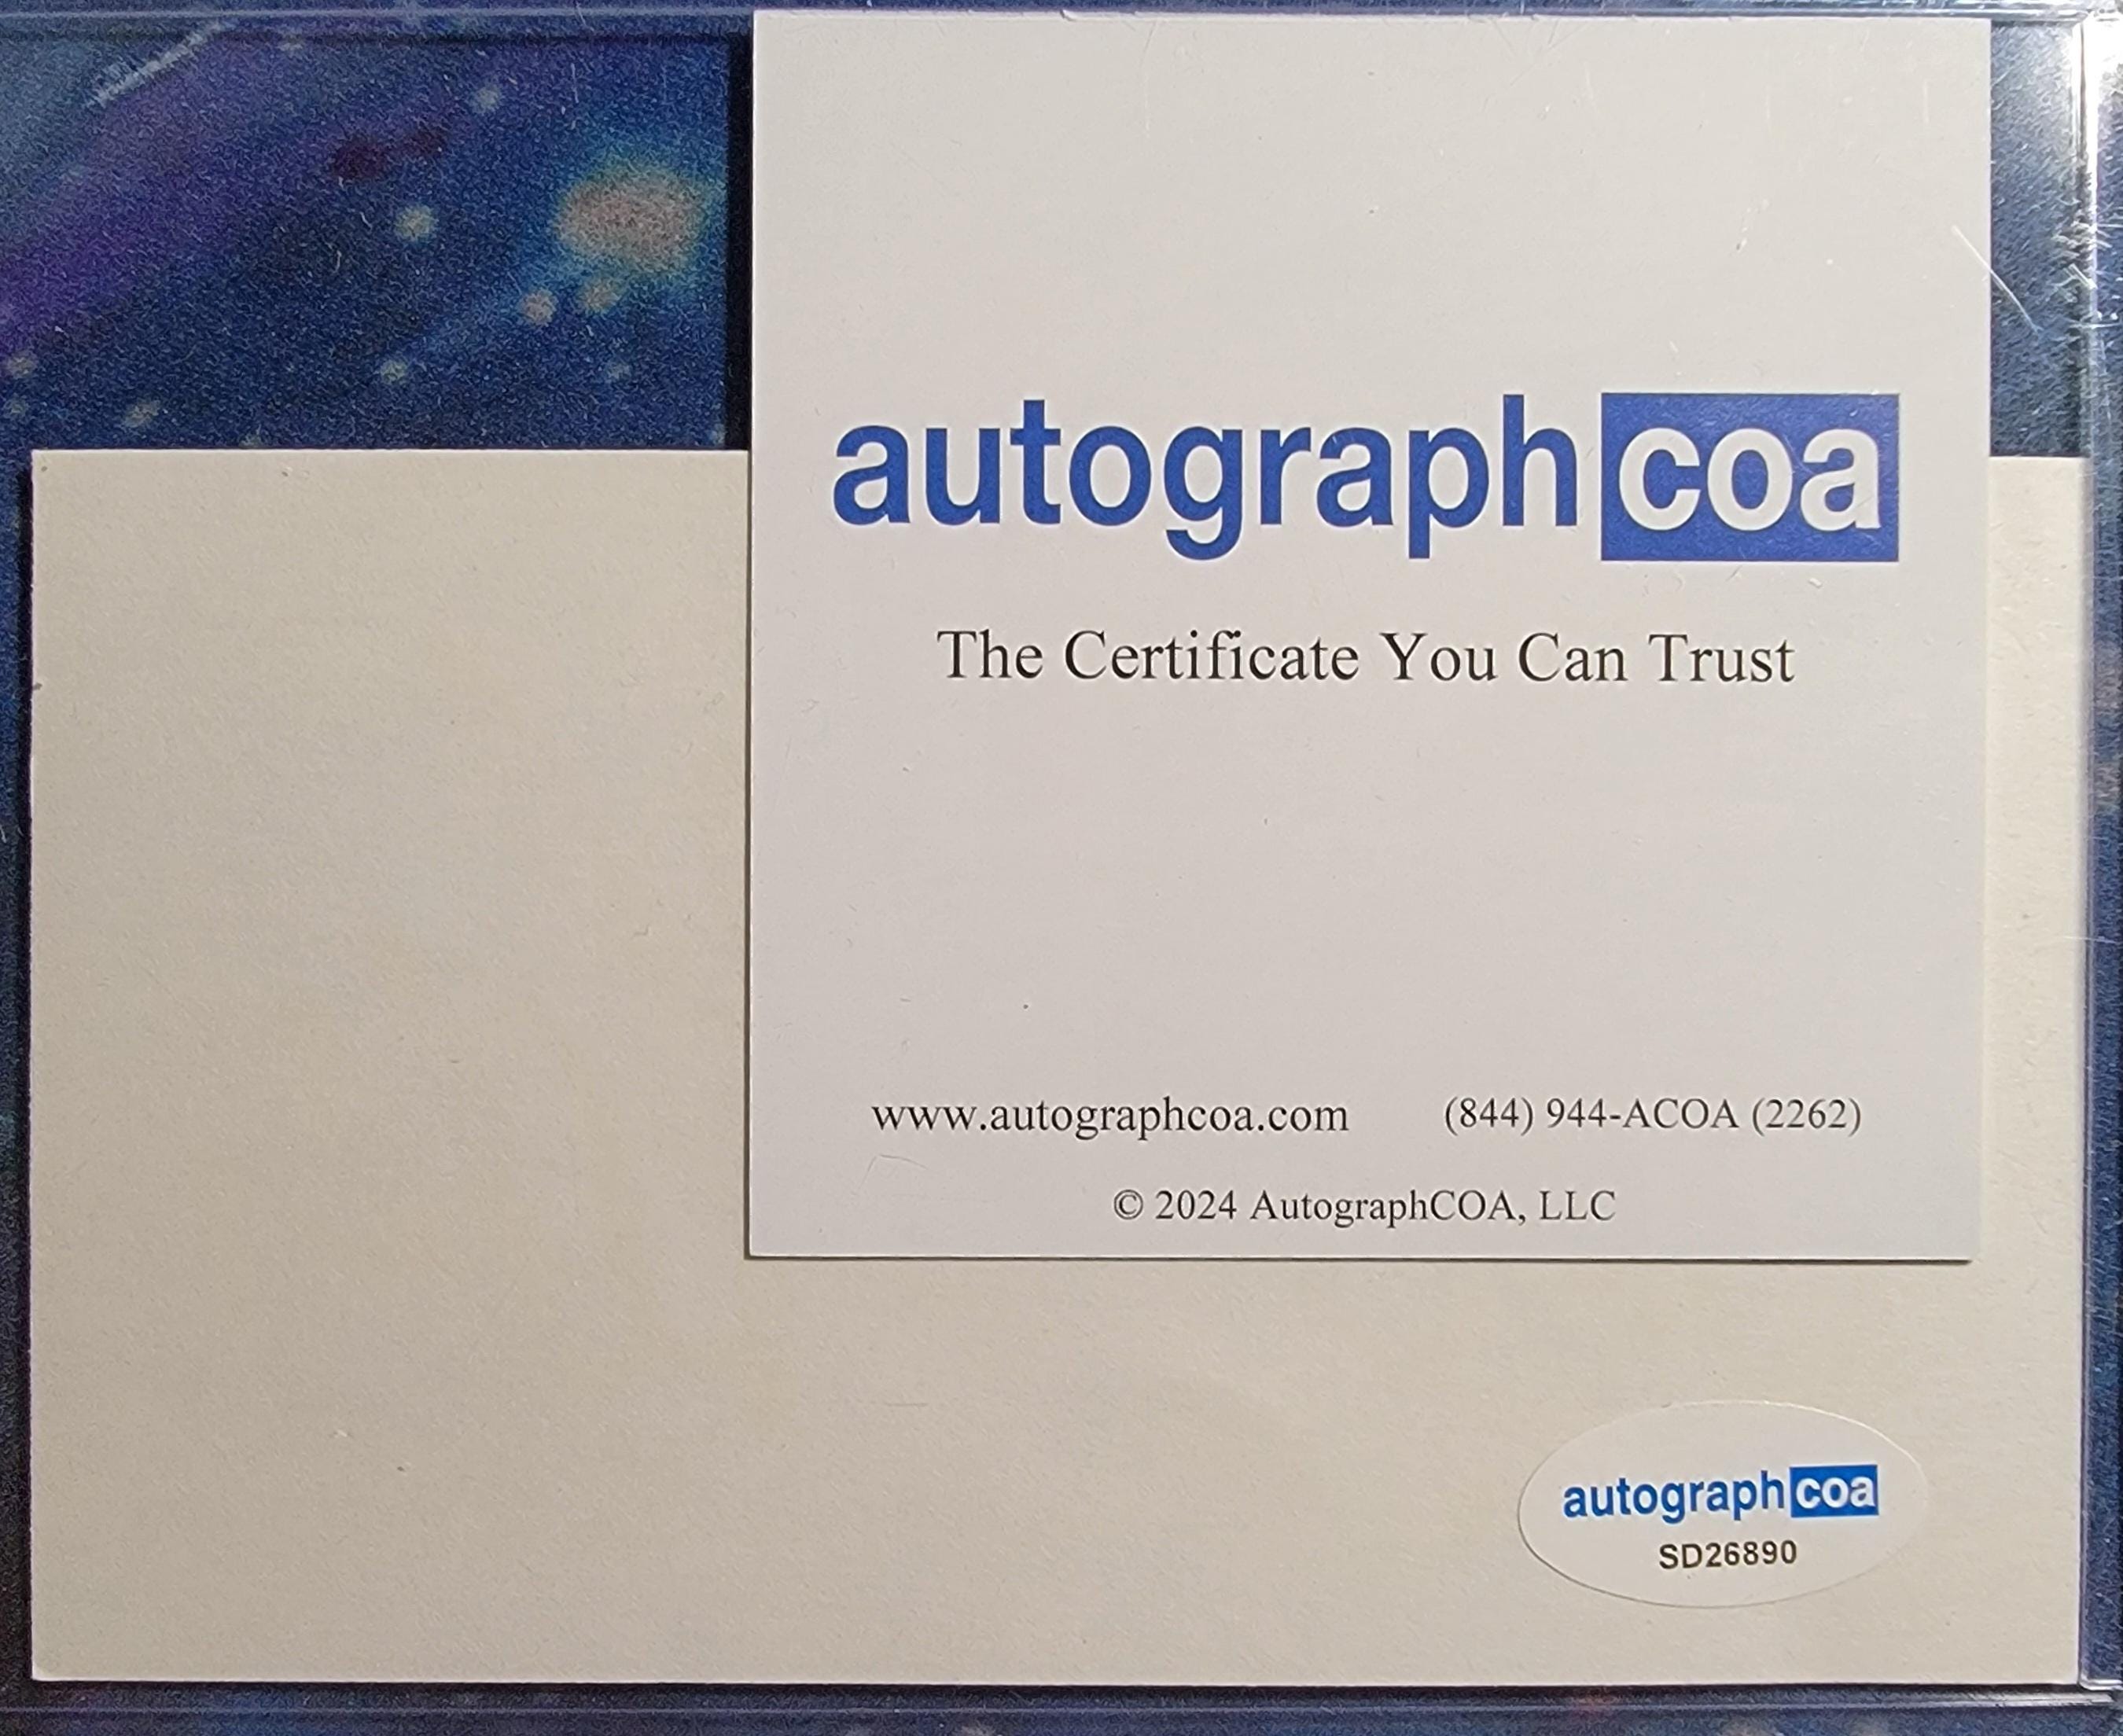 autographcoa
The Certificate You Can Trust
www.autographcoa.com (844) 944-ACOA (2262)
© 2024 AutographCOA, LLC
autographcoa
SD26890